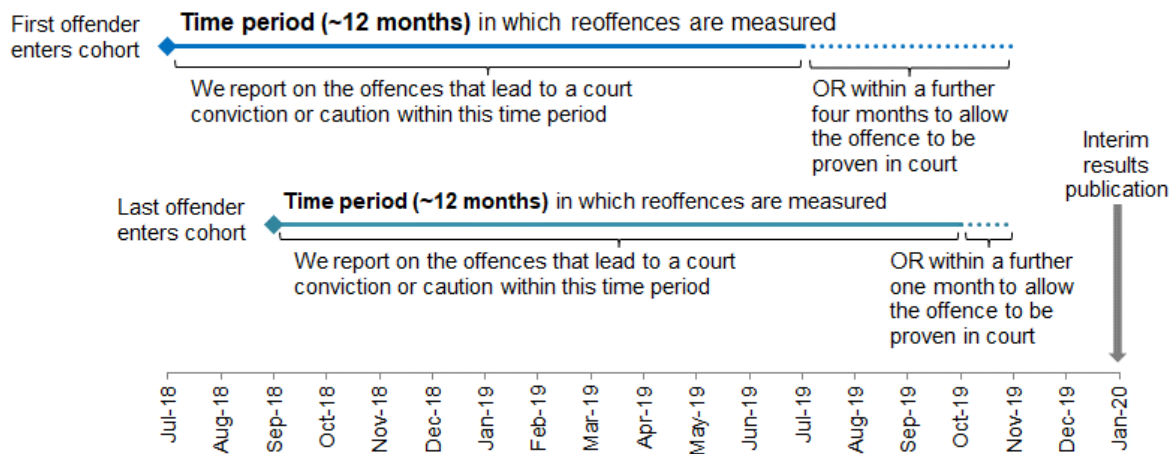 First offender
enters cohort
Time period (~12 months) in which reoffences are measured
We report on the offences that lead to a court
conviction or caution within this time period
OR within a further
four months to allow
the offence to be
proven in court
Interim
results
publication
Last offender
enters cohort
Time period (~12 months) in which reoffences are measured
We report on the offences that lead to a court
conviction or caution within this time period
OR within a further
one month to allow
the offence to be
proven in court
Jul-18
Aug-18
Sep-18
Oct-18
Nov-18
Dec-18
Jan-19
Feb-19
Mar-19
Apr-19
May-19
Jun-19
Jul-19
Aug-19
Sep-19
Oct-19
Nov-19
Dec-19
Jan-20